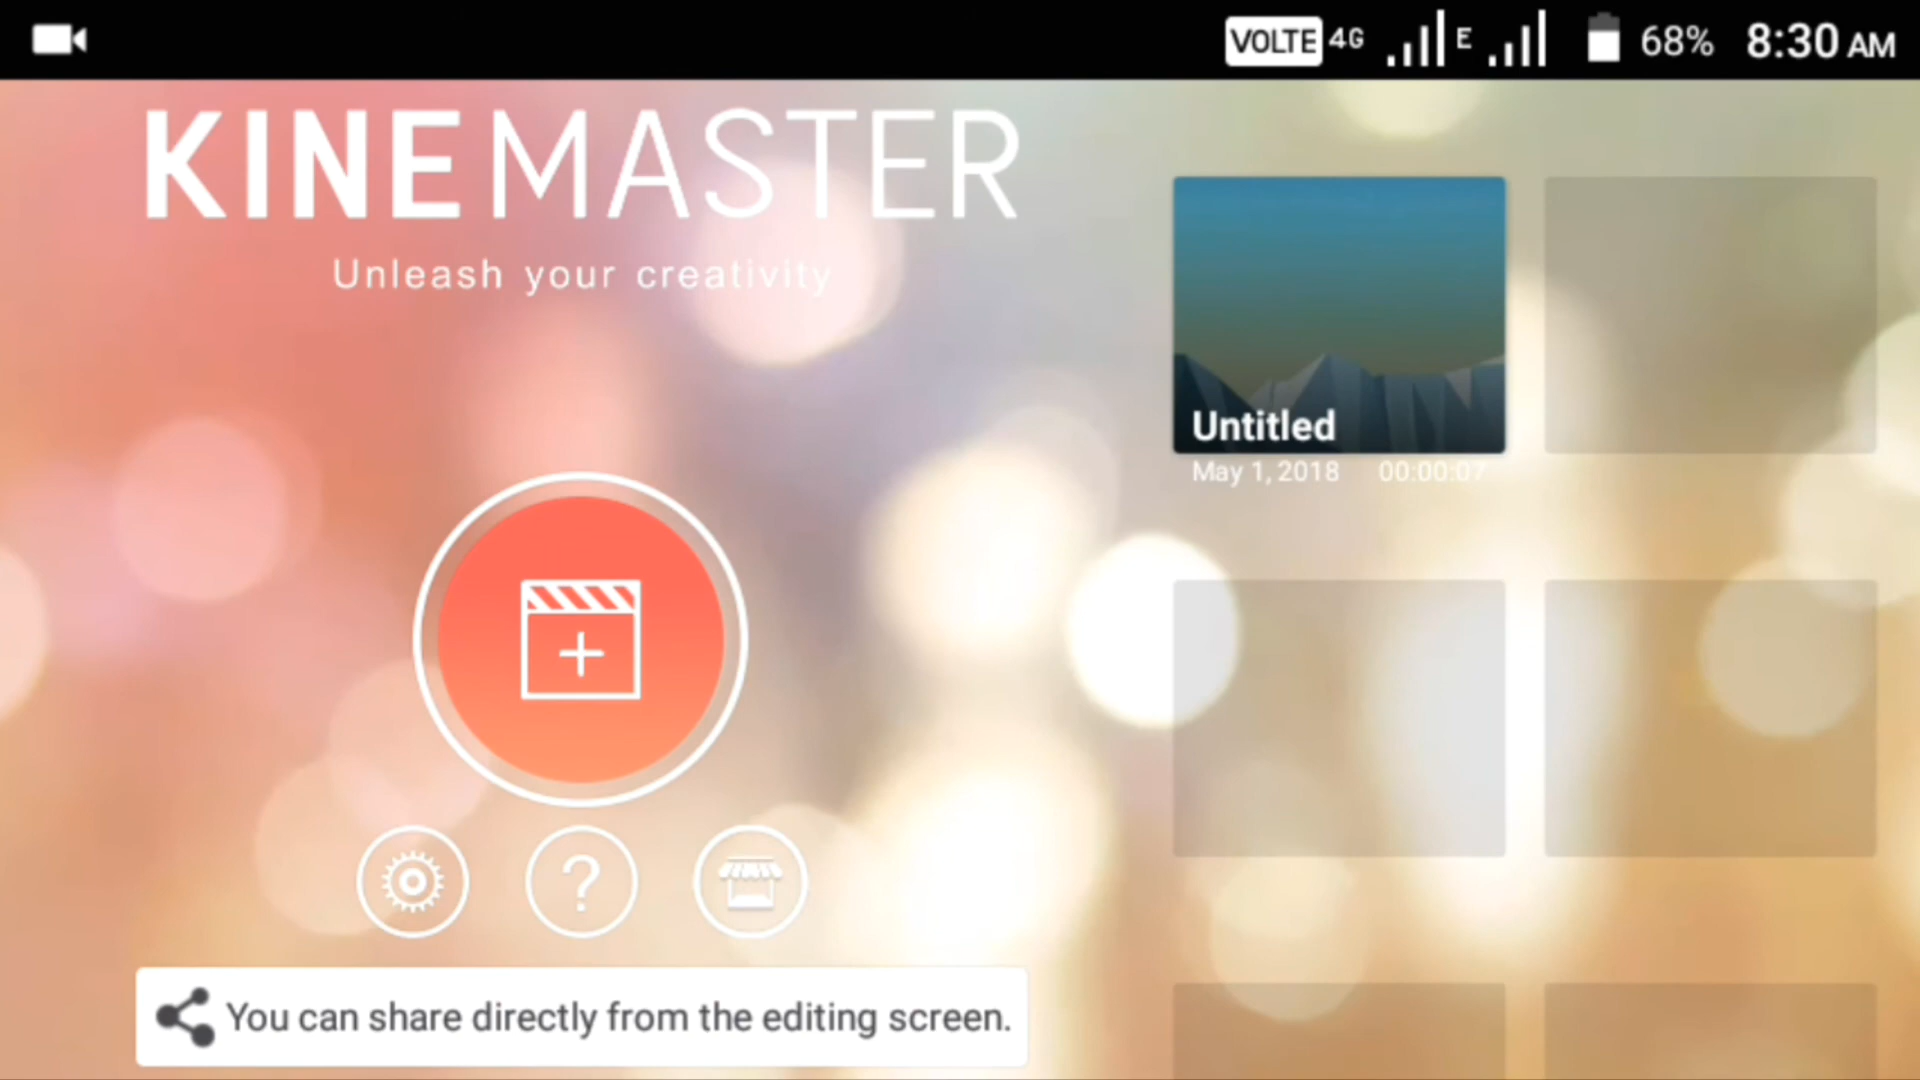 VOLTE 4G E 68% 8:30 AM
KINEMASTER
Unleash your creativity
Untitled
May 1, 2018 00:00:07
?
You can share directly from the editing screen.